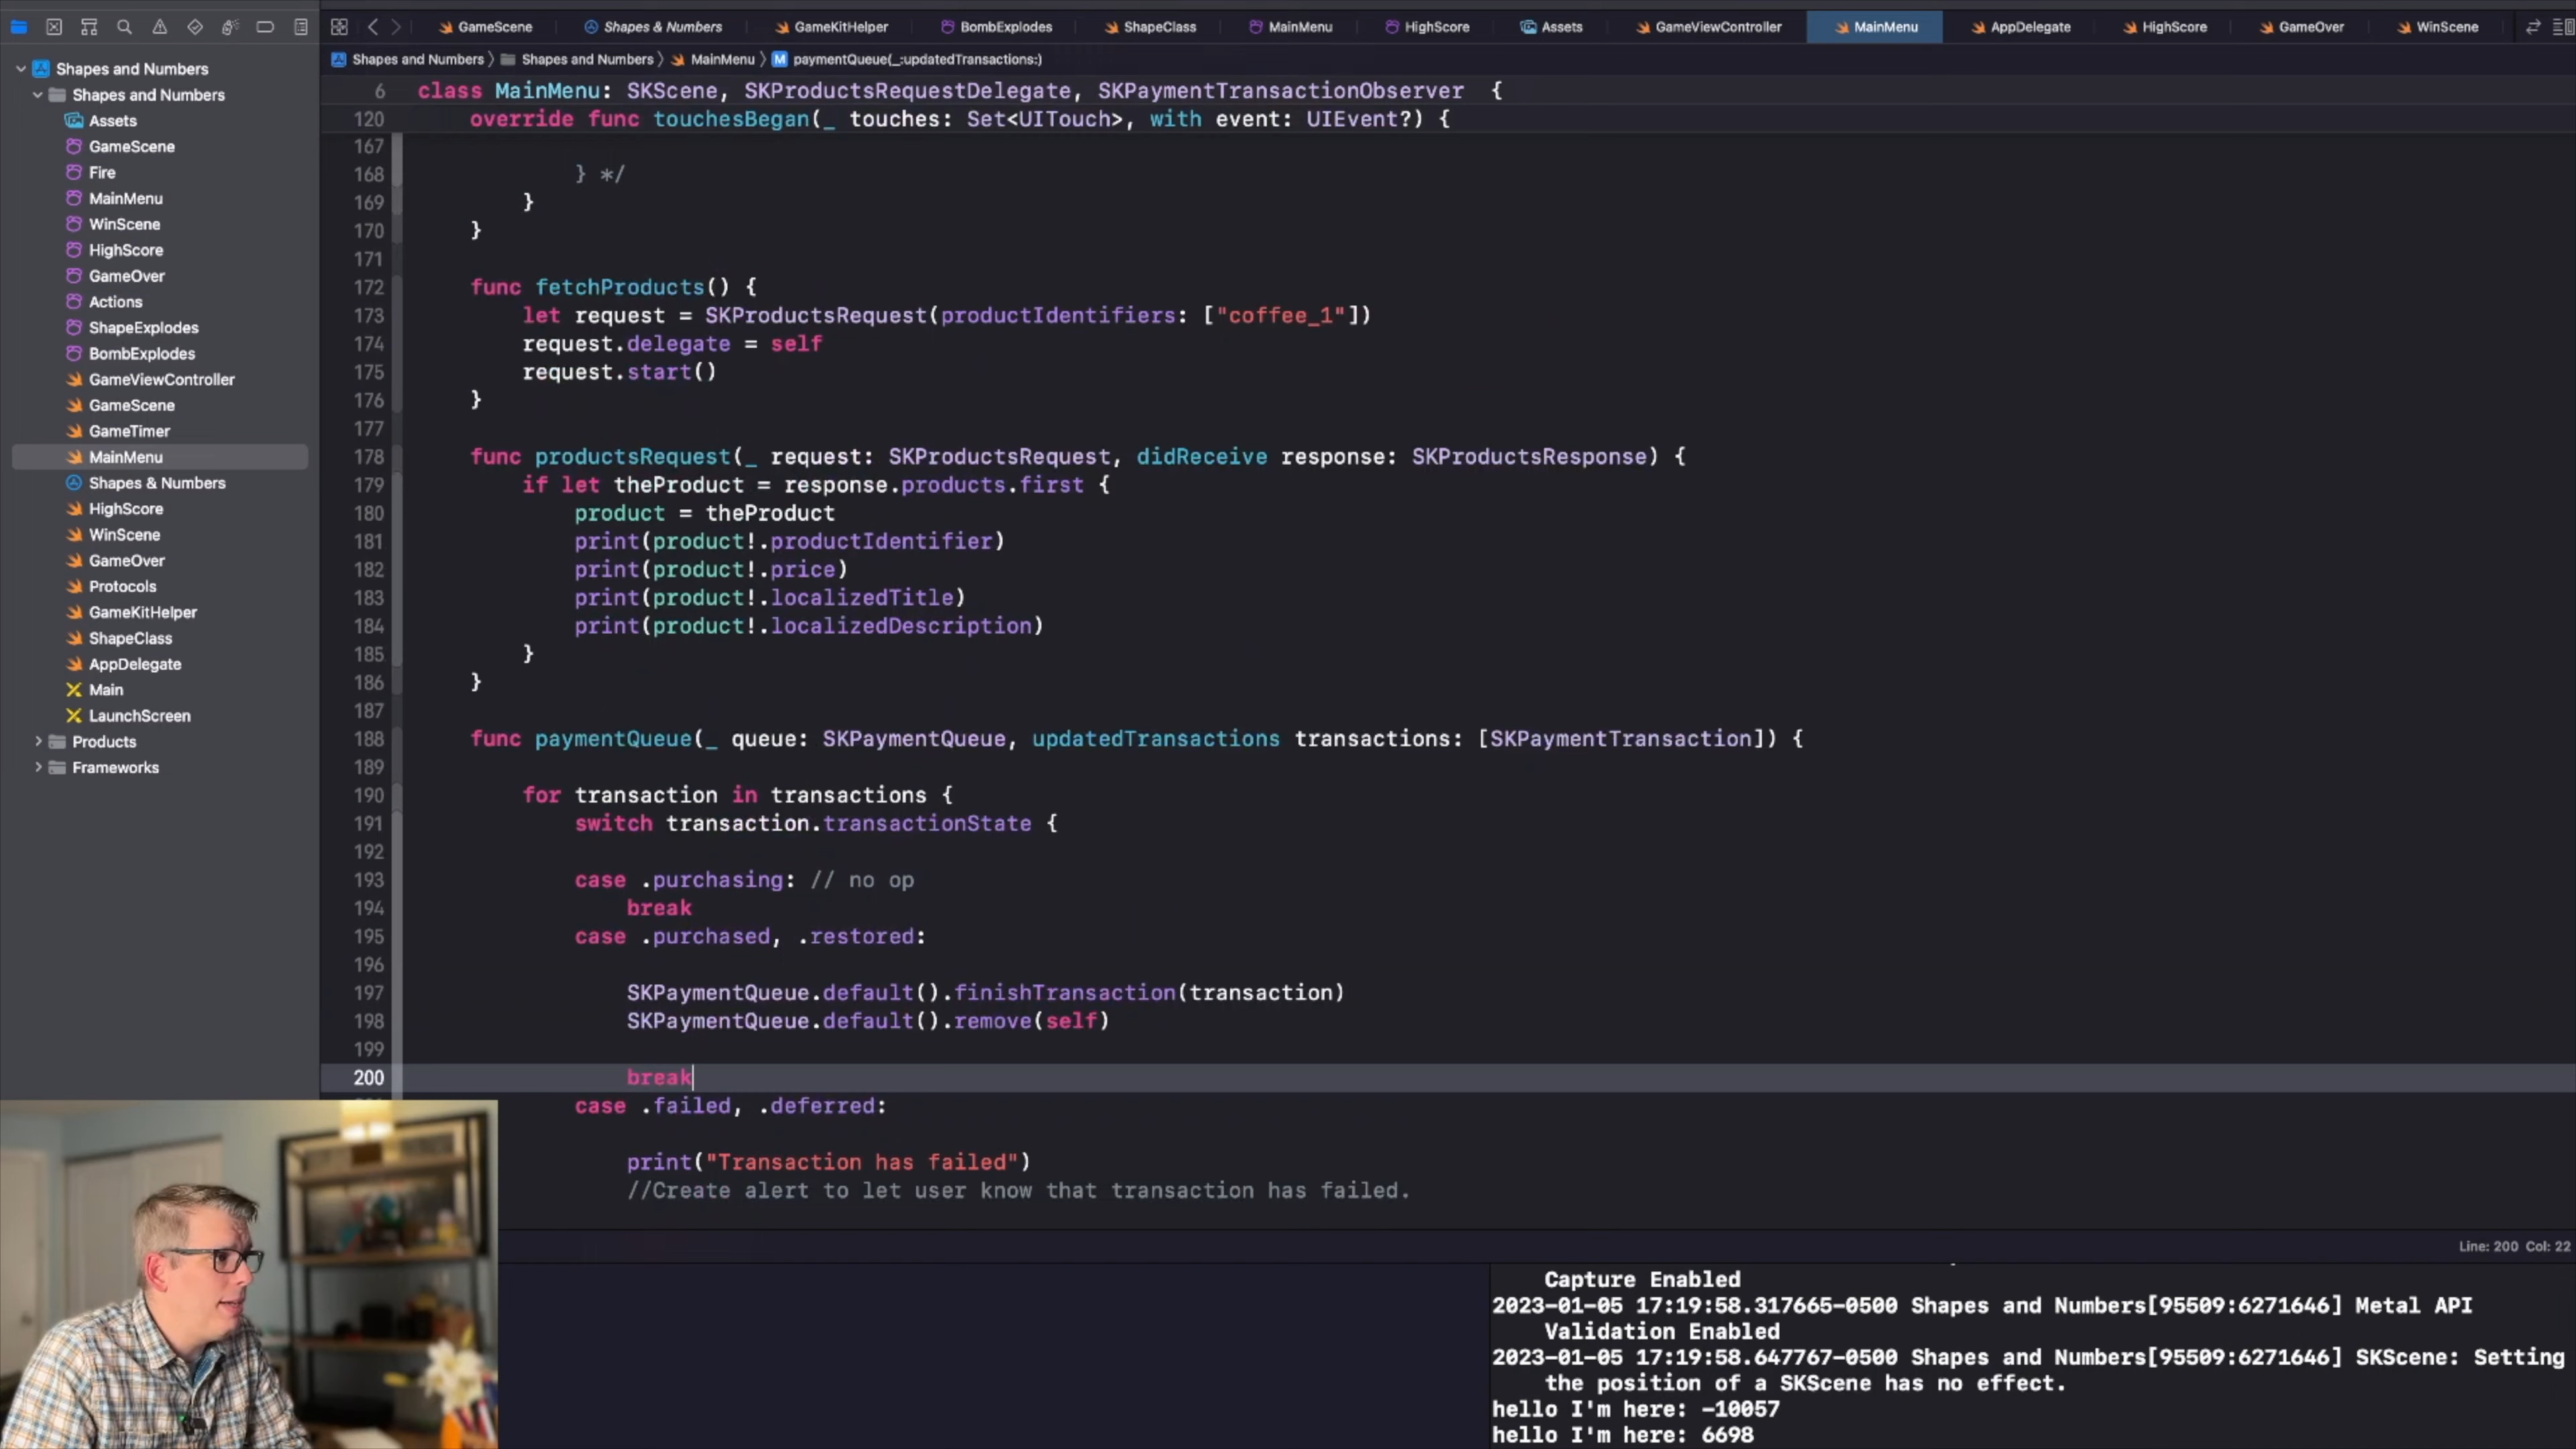 GameScene
Shapes & Numbers
GameKitHelper
BombExplodes
ShapeClass
MainMenu
HighScore
Assets
GameViewController
MainMenu
AppDelegate
HighScore
GameOver
WinScene
Shapes and Numbers
Shapes and Numbers
MainMenu
M paymentQueue(_:updatedTransactions:)
Shapes and Numbers
Shapes and Numbers
Assets
GameScene
Fire
MainMenu
WinScene
HighScore
GameOver
Actions
ShapeExplodes
BombExplodes
GameViewController
GameScene
GameTimer
MainMenu
Shapes & Numbers
HighScore
WinScene
GameOver
Protocols
GameKitHelper
ShapeClass
AppDelegate
Main
LaunchScreen
Products
Frameworks
6 class MainMenu: SKScene, SKProductsRequestDelegate, SKPaymentTransactionObserver {
120 override func touchesBegan(_ touches: Set<UITouch>, with event: UIEvent?) {
167
168 } */
169 }
170 }
171
172 func fetchProducts() {
173 let request = SKProductsRequest(productIdentifiers: ["coffee_1"])
174 request.delegate = self
175 request.start()
176 }
177
178 func productsRequest(_ request: SKProductsRequest, didReceive response: SKProductsResponse) {
179 if let theProduct = response.products.first {
180 product = theProduct
181 print(product!.productIdentifier)
182 print(product!.price)
183 print(product!.localizedTitle)
184 print(product!.localizedDescription)
185 }
186 }
187
188 func paymentQueue(_ queue: SKPaymentQueue, updatedTransactions transactions: [SKPaymentTransaction]) {
189
190 for transaction in transactions {
191 switch transaction.transactionState {
192
193 case .purchasing: // no op
194 break
195 case .purchased, .restored:
196
197 SKPaymentQueue.default().finishTransaction(transaction)
198 SKPaymentQueue.default().remove(self)
199
200 break
case .failed, .deferred:
print("Transaction has failed")
//Create alert to let user know that transaction has failed.
Line: 200 Col: 22
Capture Enabled
2023-01-05 17:19:58.317665-0500 Shapes and Numbers[95509:6271646] Metal API
Validation Enabled
2023-01-05 17:19:58.647767-0500 Shapes and Numbers[95509:6271646] SKScene: Setting
the position of a SKScene has no effect.
hello I'm here: -10057
hello I'm here: 6698